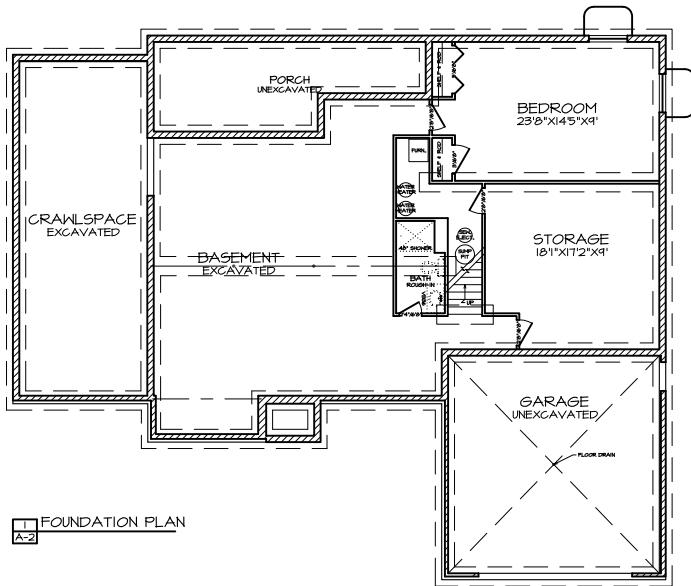 PORCH
UNEXCAVATED
SHELF & ROD
BEDROOM
23'8"X14'5"X9'
FURN.
SHELF & ROD
WATER
HEATER
WATER
HEATER
CRAWLSPACE
EXCAVATED
BASEMENT
EXCAVATED
STORAGE
18'1"X17'2"X9'
SUMP
PIT
48" SHOWER
BATH
ROUGH-IN
UP
GARAGE
UNEXCAVATED
FLOOR DRAIN
1
A-2
FOUNDATION PLAN